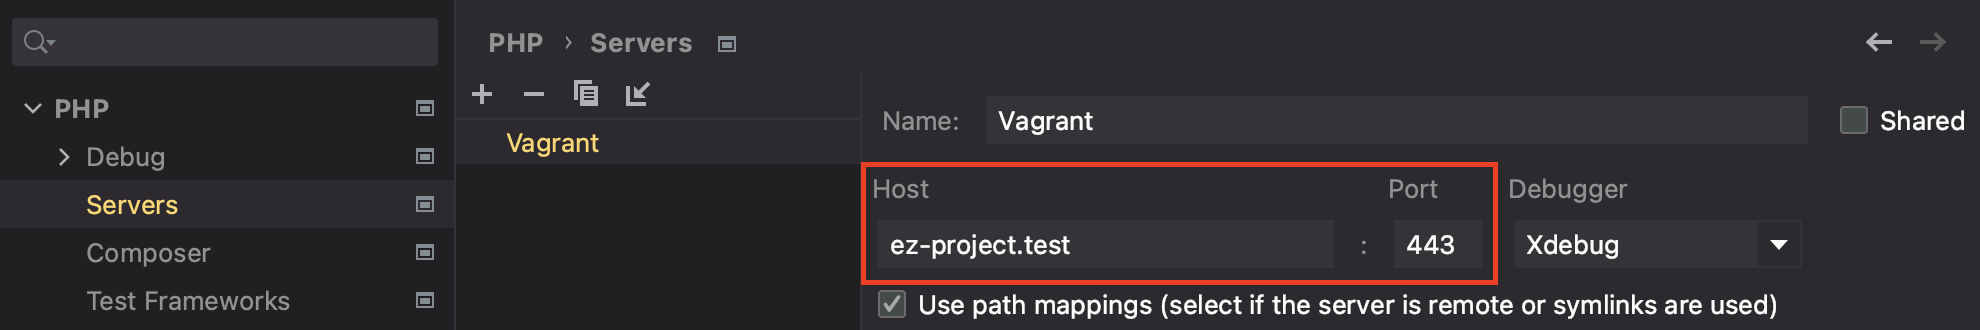 PHP › Servers
PHP
Debug
Servers
Composer
Test Frameworks
Vagrant
Name: Vagrant Shared
Host Port Debugger
ez-project.test : 443 Xdebug
Use path mappings (select if the server is remote or symlinks are used)